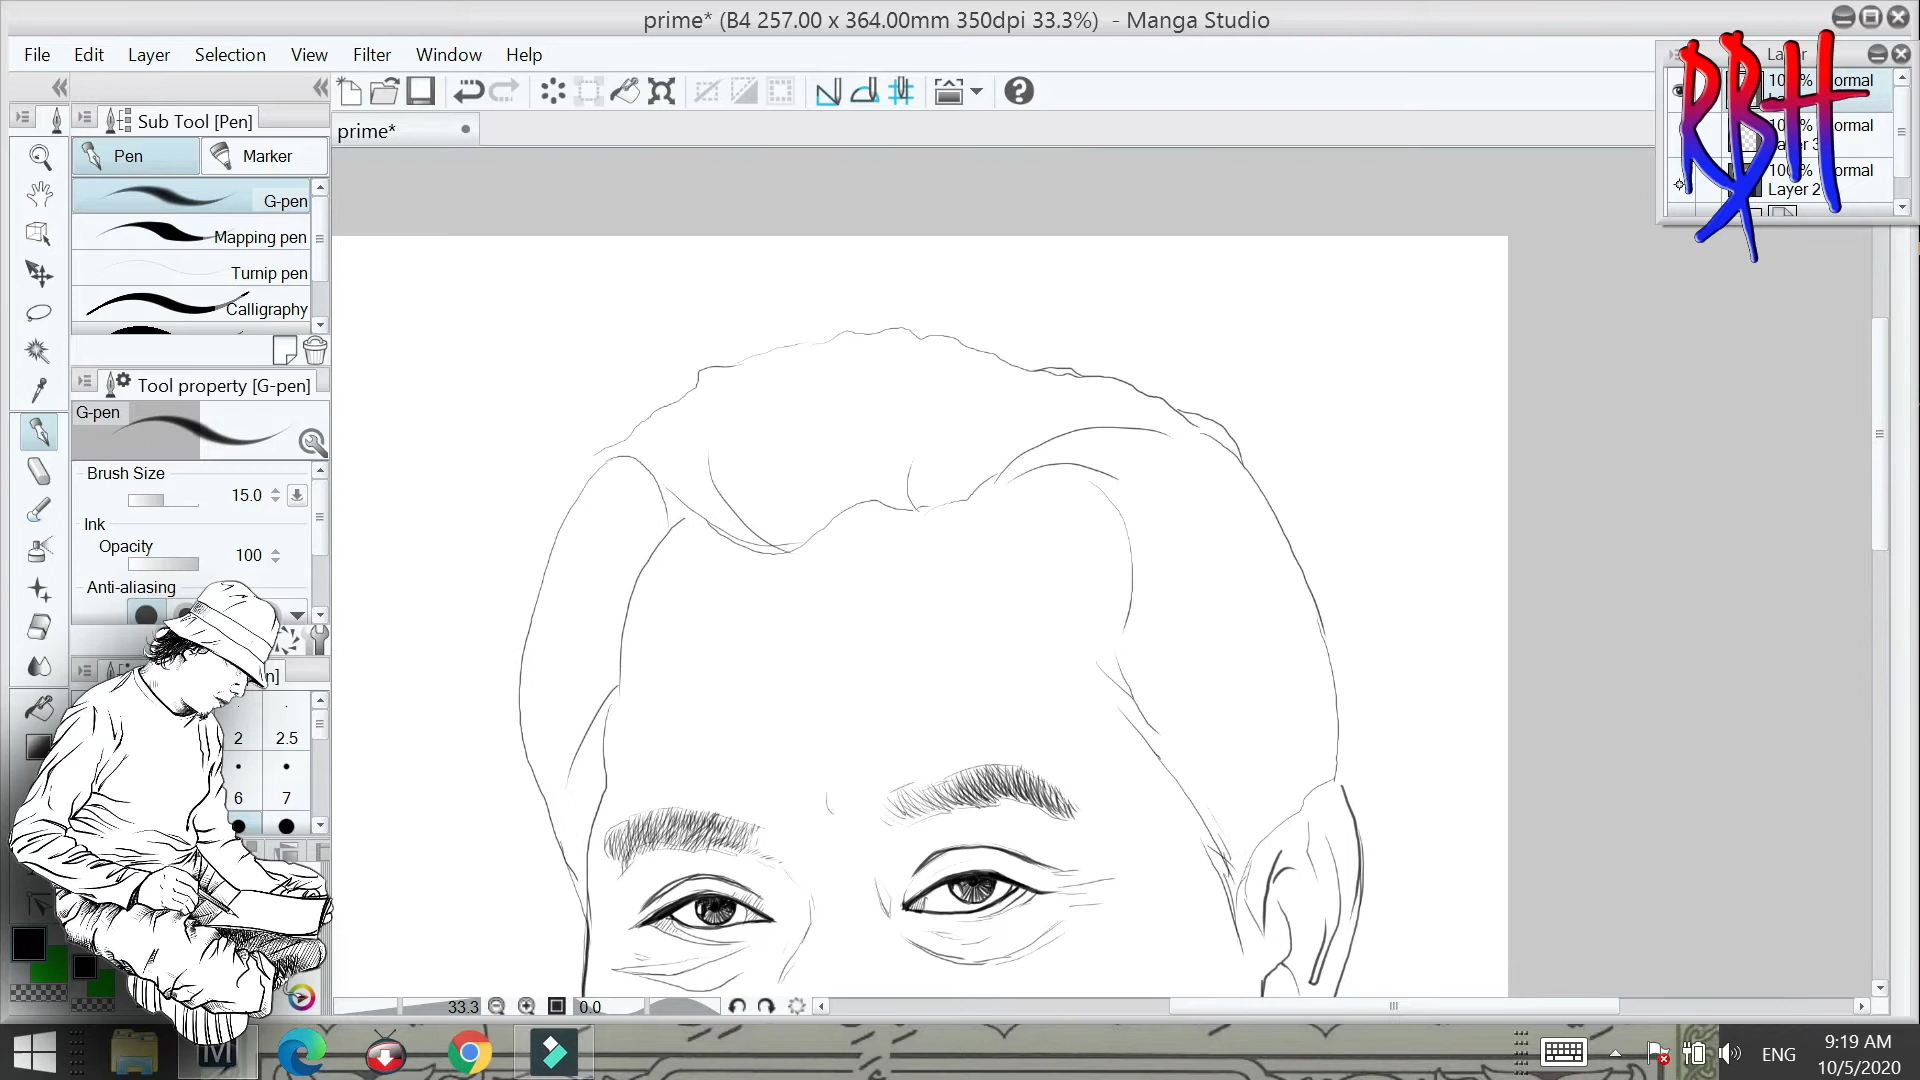 prime* (B4 257.00 x 364.00mm 350dpi 33.3%) - Manga Studio
File Edit Layer Selection View Filter Window Help
RBH
Sub Tool [Pen]
prime*
Pen Marker
G-pen
Mapping pen
Turnip pen
Calligraphy
Layer 2
Tool property [G-pen]
G-pen
Brush Size
15.0
Ink
Opacity 100
Anti-aliasing
2 2.5
6 7
33.3 0.0
ENG
9:19 AM
10/5/2020